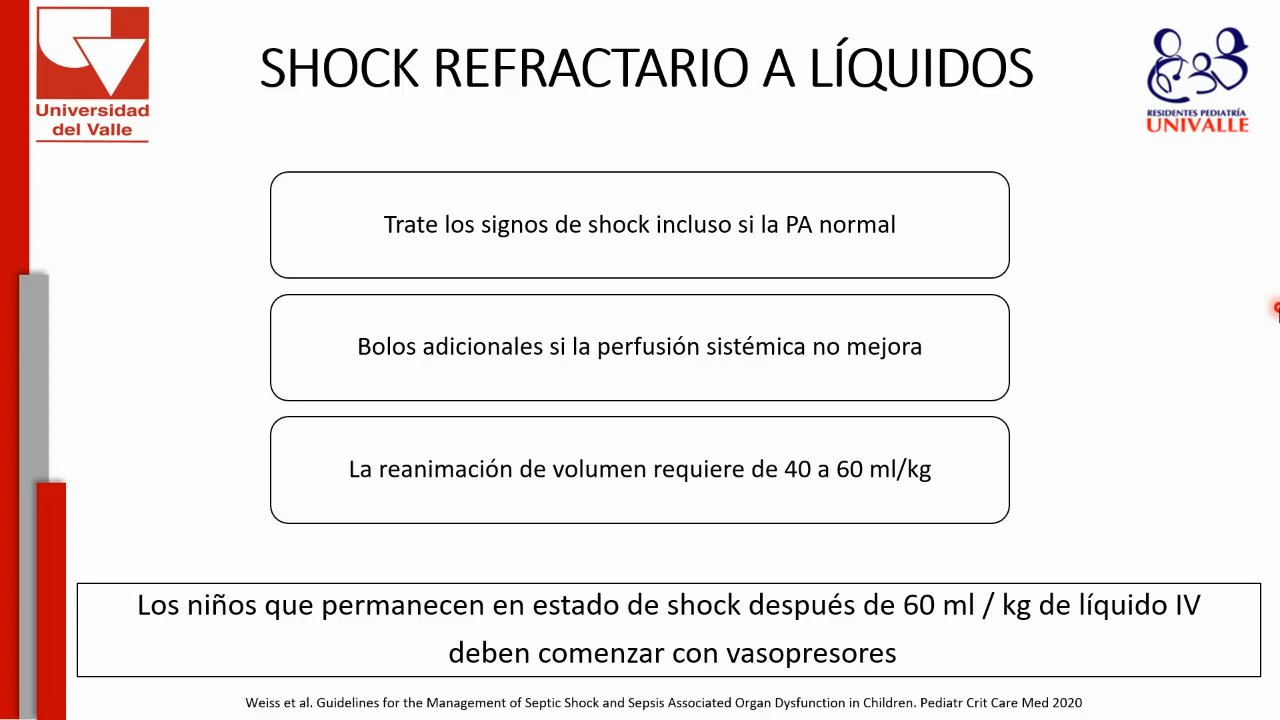 Universidad
del Valle
SHOCK REFRACTARIO A LÍQUIDOS
RESIDENTES PEDIATRÍA
UNIVALLE
Trate los signos de shock incluso si la PA normal
Bolos adicionales si la perfusión sistémica no mejora
La reanimación de volumen requiere de 40 a 60 ml/kg
Los niños que permanecen en estado de shock después de 60 ml / kg de líquido IV
deben comenzar con vasopresores
Weiss et al. Guidelines for the Management of Septic Shock and Sepsis Associated Organ Dysfunction in Children. Pediatr Crit Care Med 2020